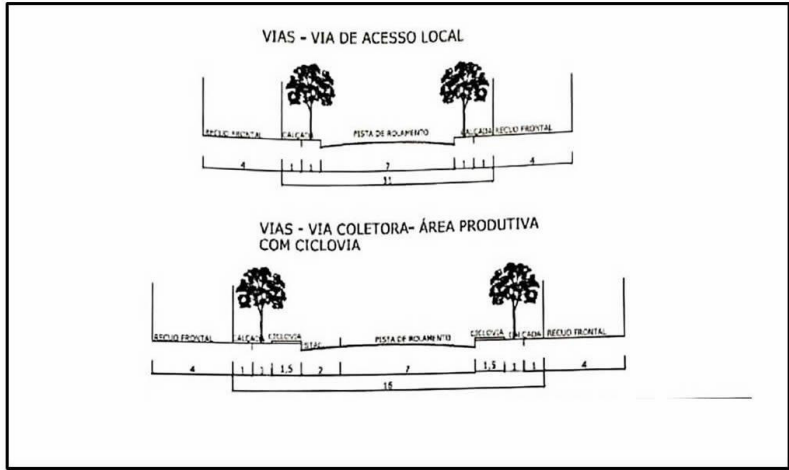 VIAS - VIA DE ACESSO LOCAL
RECUO FRONTAL CALÇADA PISTA DE ROLAMENTO CALÇADA RECUO FRONTAL
4 1 1 7 1 1 4
11
VIAS - VIA COLETORA- ÁREA PRODUTIVA
COM CICLOVIA
RECUO FRONTAL CALÇADA CICLOVIA PISTA DE ROLAMENTO CICLOVIA CALÇADA RECUO FRONTAL
4 1 1 1,5 2 7 1,5 1 1 4
16